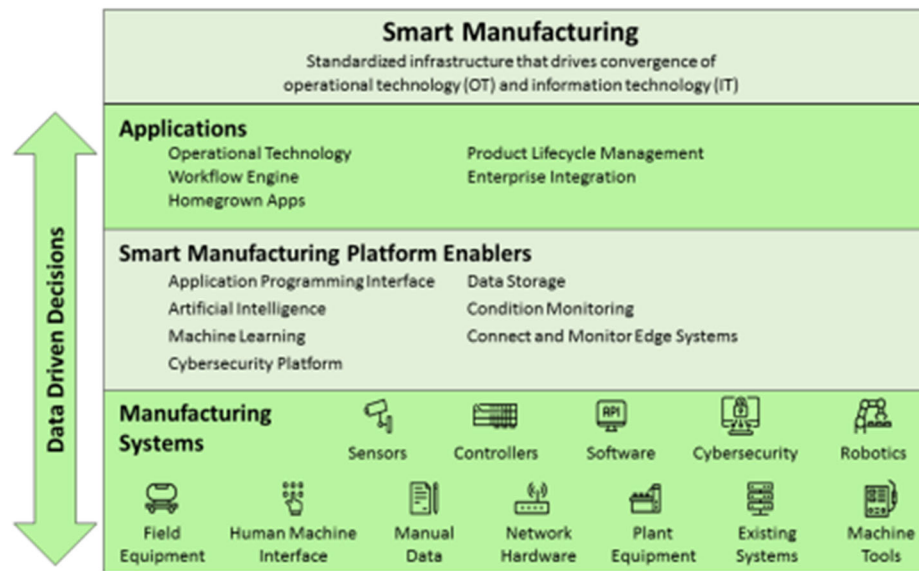 Smart Manufacturing
Standardized infrastructure that drives convergence of
operational technology (OT) and information technology (IT)
Data Driven Decisions
Applications
Operational Technology
Workflow Engine
Homegrown Apps
Product Lifecycle Management
Enterprise Integration
Smart Manufacturing Platform Enablers
Application Programming Interface
Artificial Intelligence
Machine Learning
Cybersecurity Platform
Data Storage
Condition Monitoring
Connect and Monitor Edge Systems
Manufacturing
Systems
API
Sensors
Controllers
Software
Cybersecurity
Robotics
Field
Equipment
Human Machine
Interface
Manual
Data
Network
Hardware
Plant
Equipment
Existing
Systems
Machine
Tools